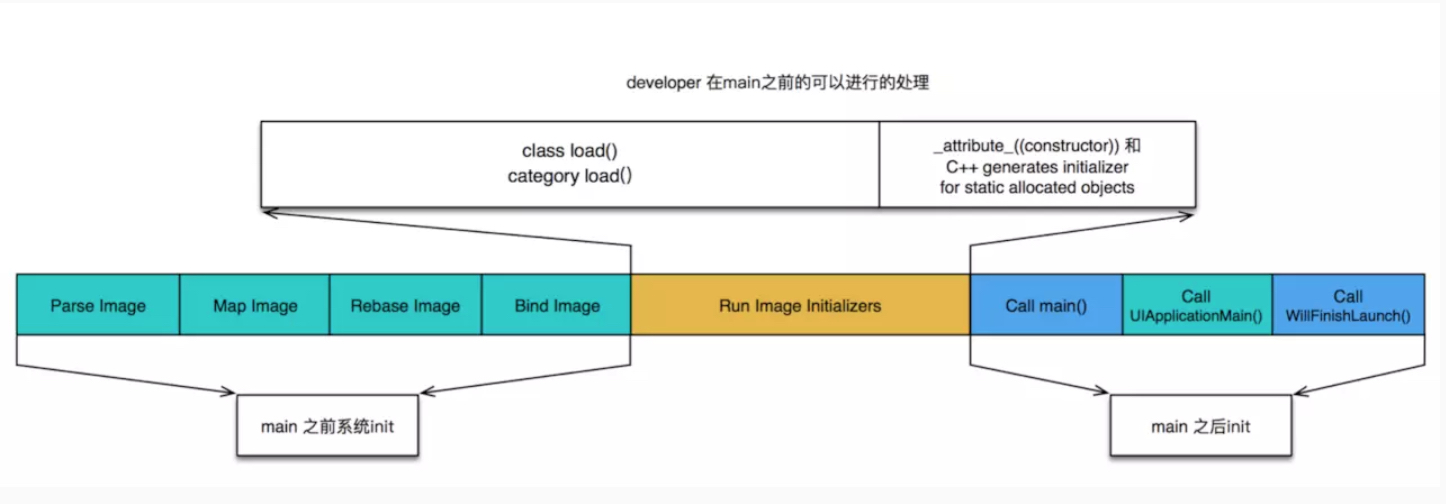 developer 在main之前的可以进行的处理
class load()
category load()
_attribute_((constructor)) 和
C++ generates initializer
for static allocated objects
Parse Image
Map Image
Rebase Image
Bind Image
Run Image Initializers
Call main()
Call
UIApplicationMain()
Call
WillFinishLaunch()
main 之前系统init
main 之后init